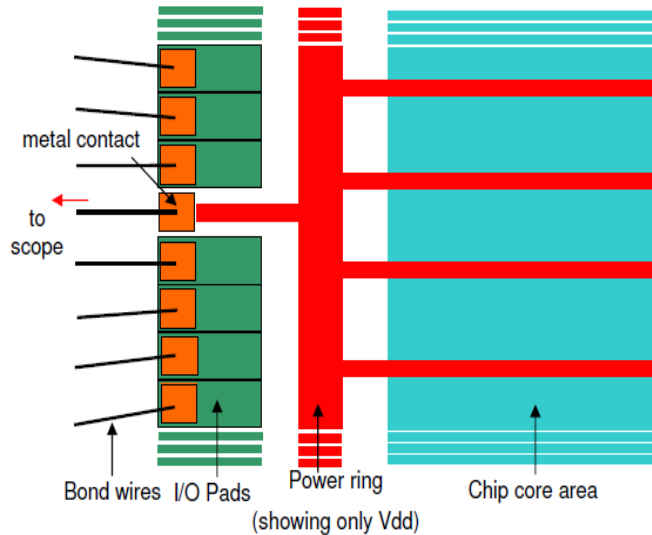 metal contact
to
scope
Bond wires
I/O Pads
Power ring
(showing only Vdd)
Chip core area